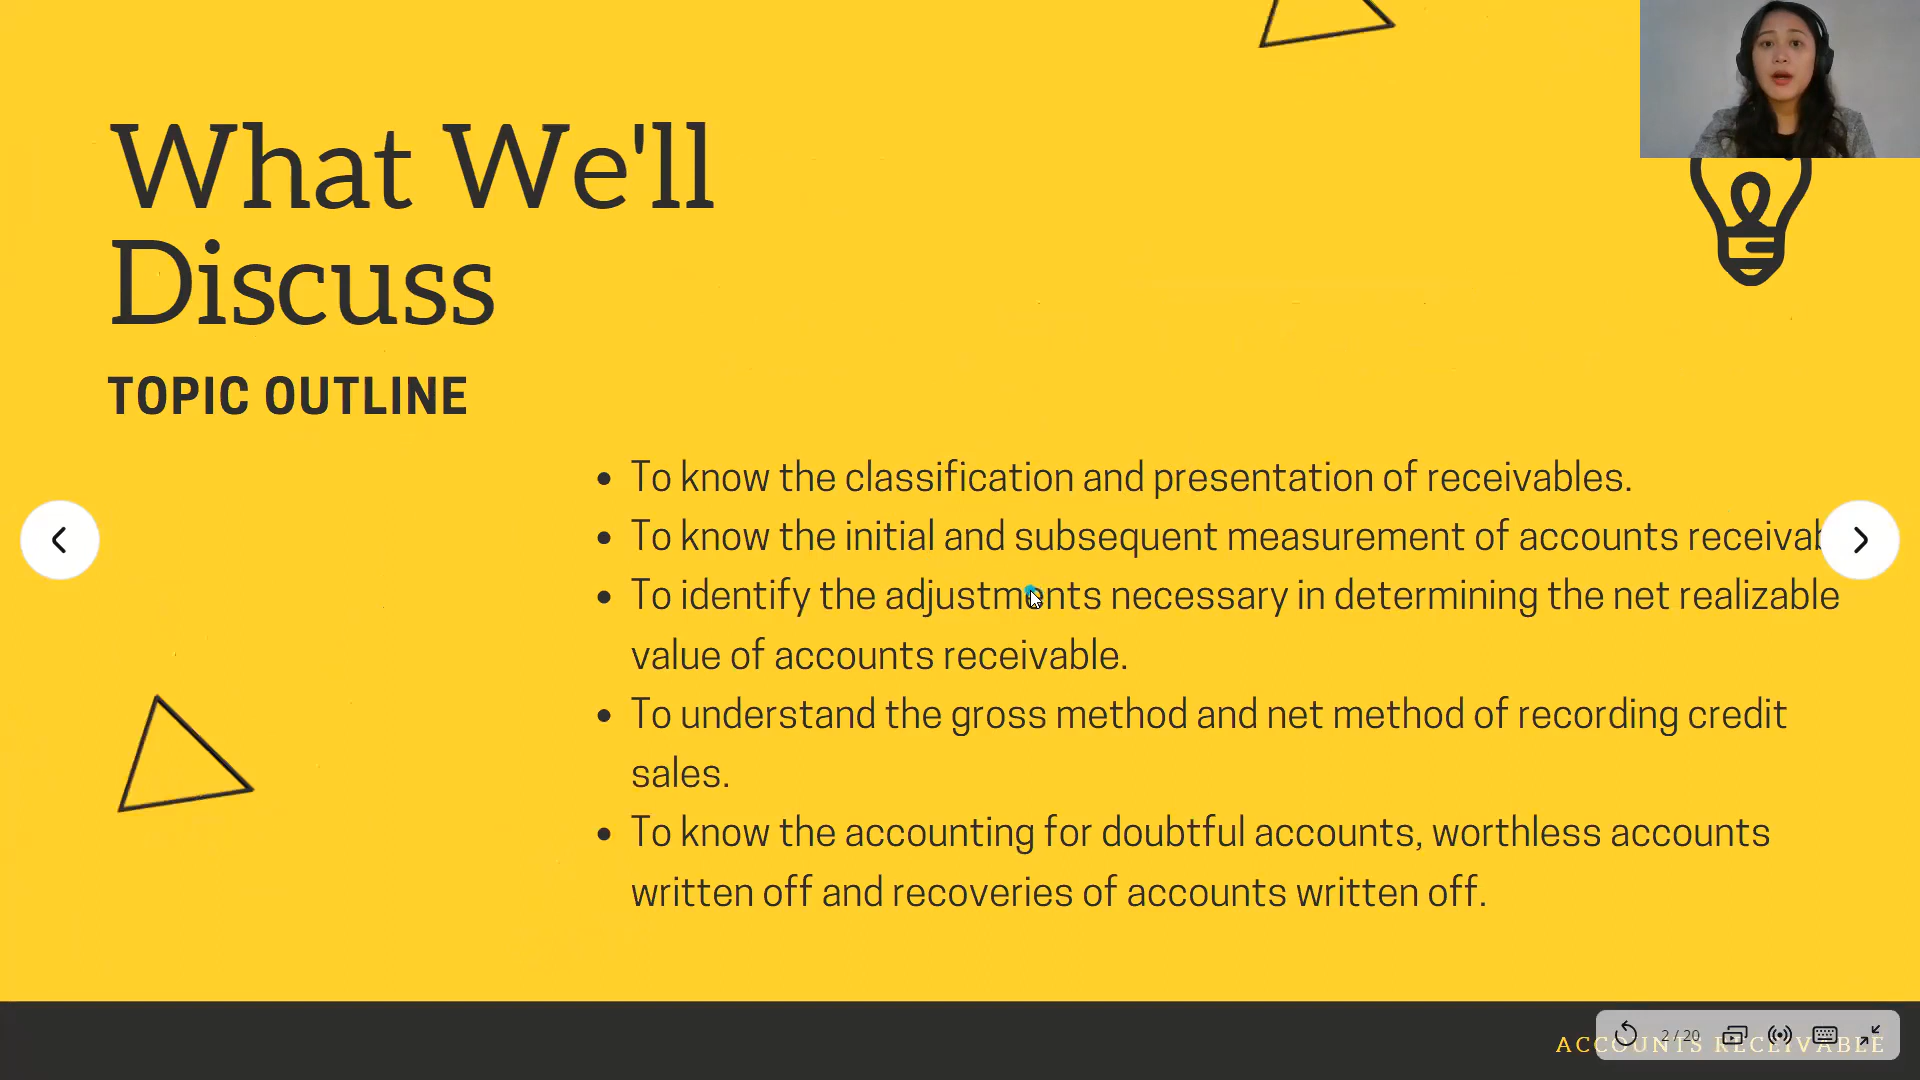 What We'll
Discuss
TOPIC OUTLINE
• To know the classification and presentation of receivables.
• To know the initial and subsequent measurement of accounts receivab
• To identify the adjustments necessary in determining the net realizable
value of accounts receivable.
• To understand the gross method and net method of recording credit
sales.
• To know the accounting for doubtful accounts, worthless accounts
written off and recoveries of accounts written off.
2 / 20
ACCOUNTS RECEIVABLE